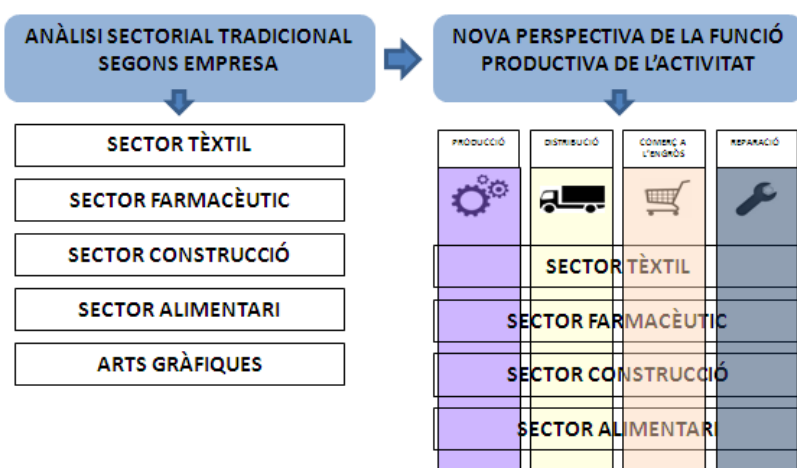 ANÀLISI SECTORIAL TRADICIONAL
SEGONS EMPRESA
SECTOR TÈXTIL
SECTOR FARMACÈUTIC
SECTOR CONSTRUCCIÓ
SECTOR ALIMENTARI
ARTS GRÀFIQUES
NOVA PERSPECTIVA DE LA FUNCIÓ
PRODUCTIVA DE L'ACTIVITAT
PRODUCCIÓ
DISTRIBUCIÓ
COMERÇ A
L'ENGRÒS
REPARACIÓ
SECTOR TÈXTIL
SECTOR FARMACÈUTIC
SECTOR CONSTRUCCIÓ
SECTOR ALIMENTARI